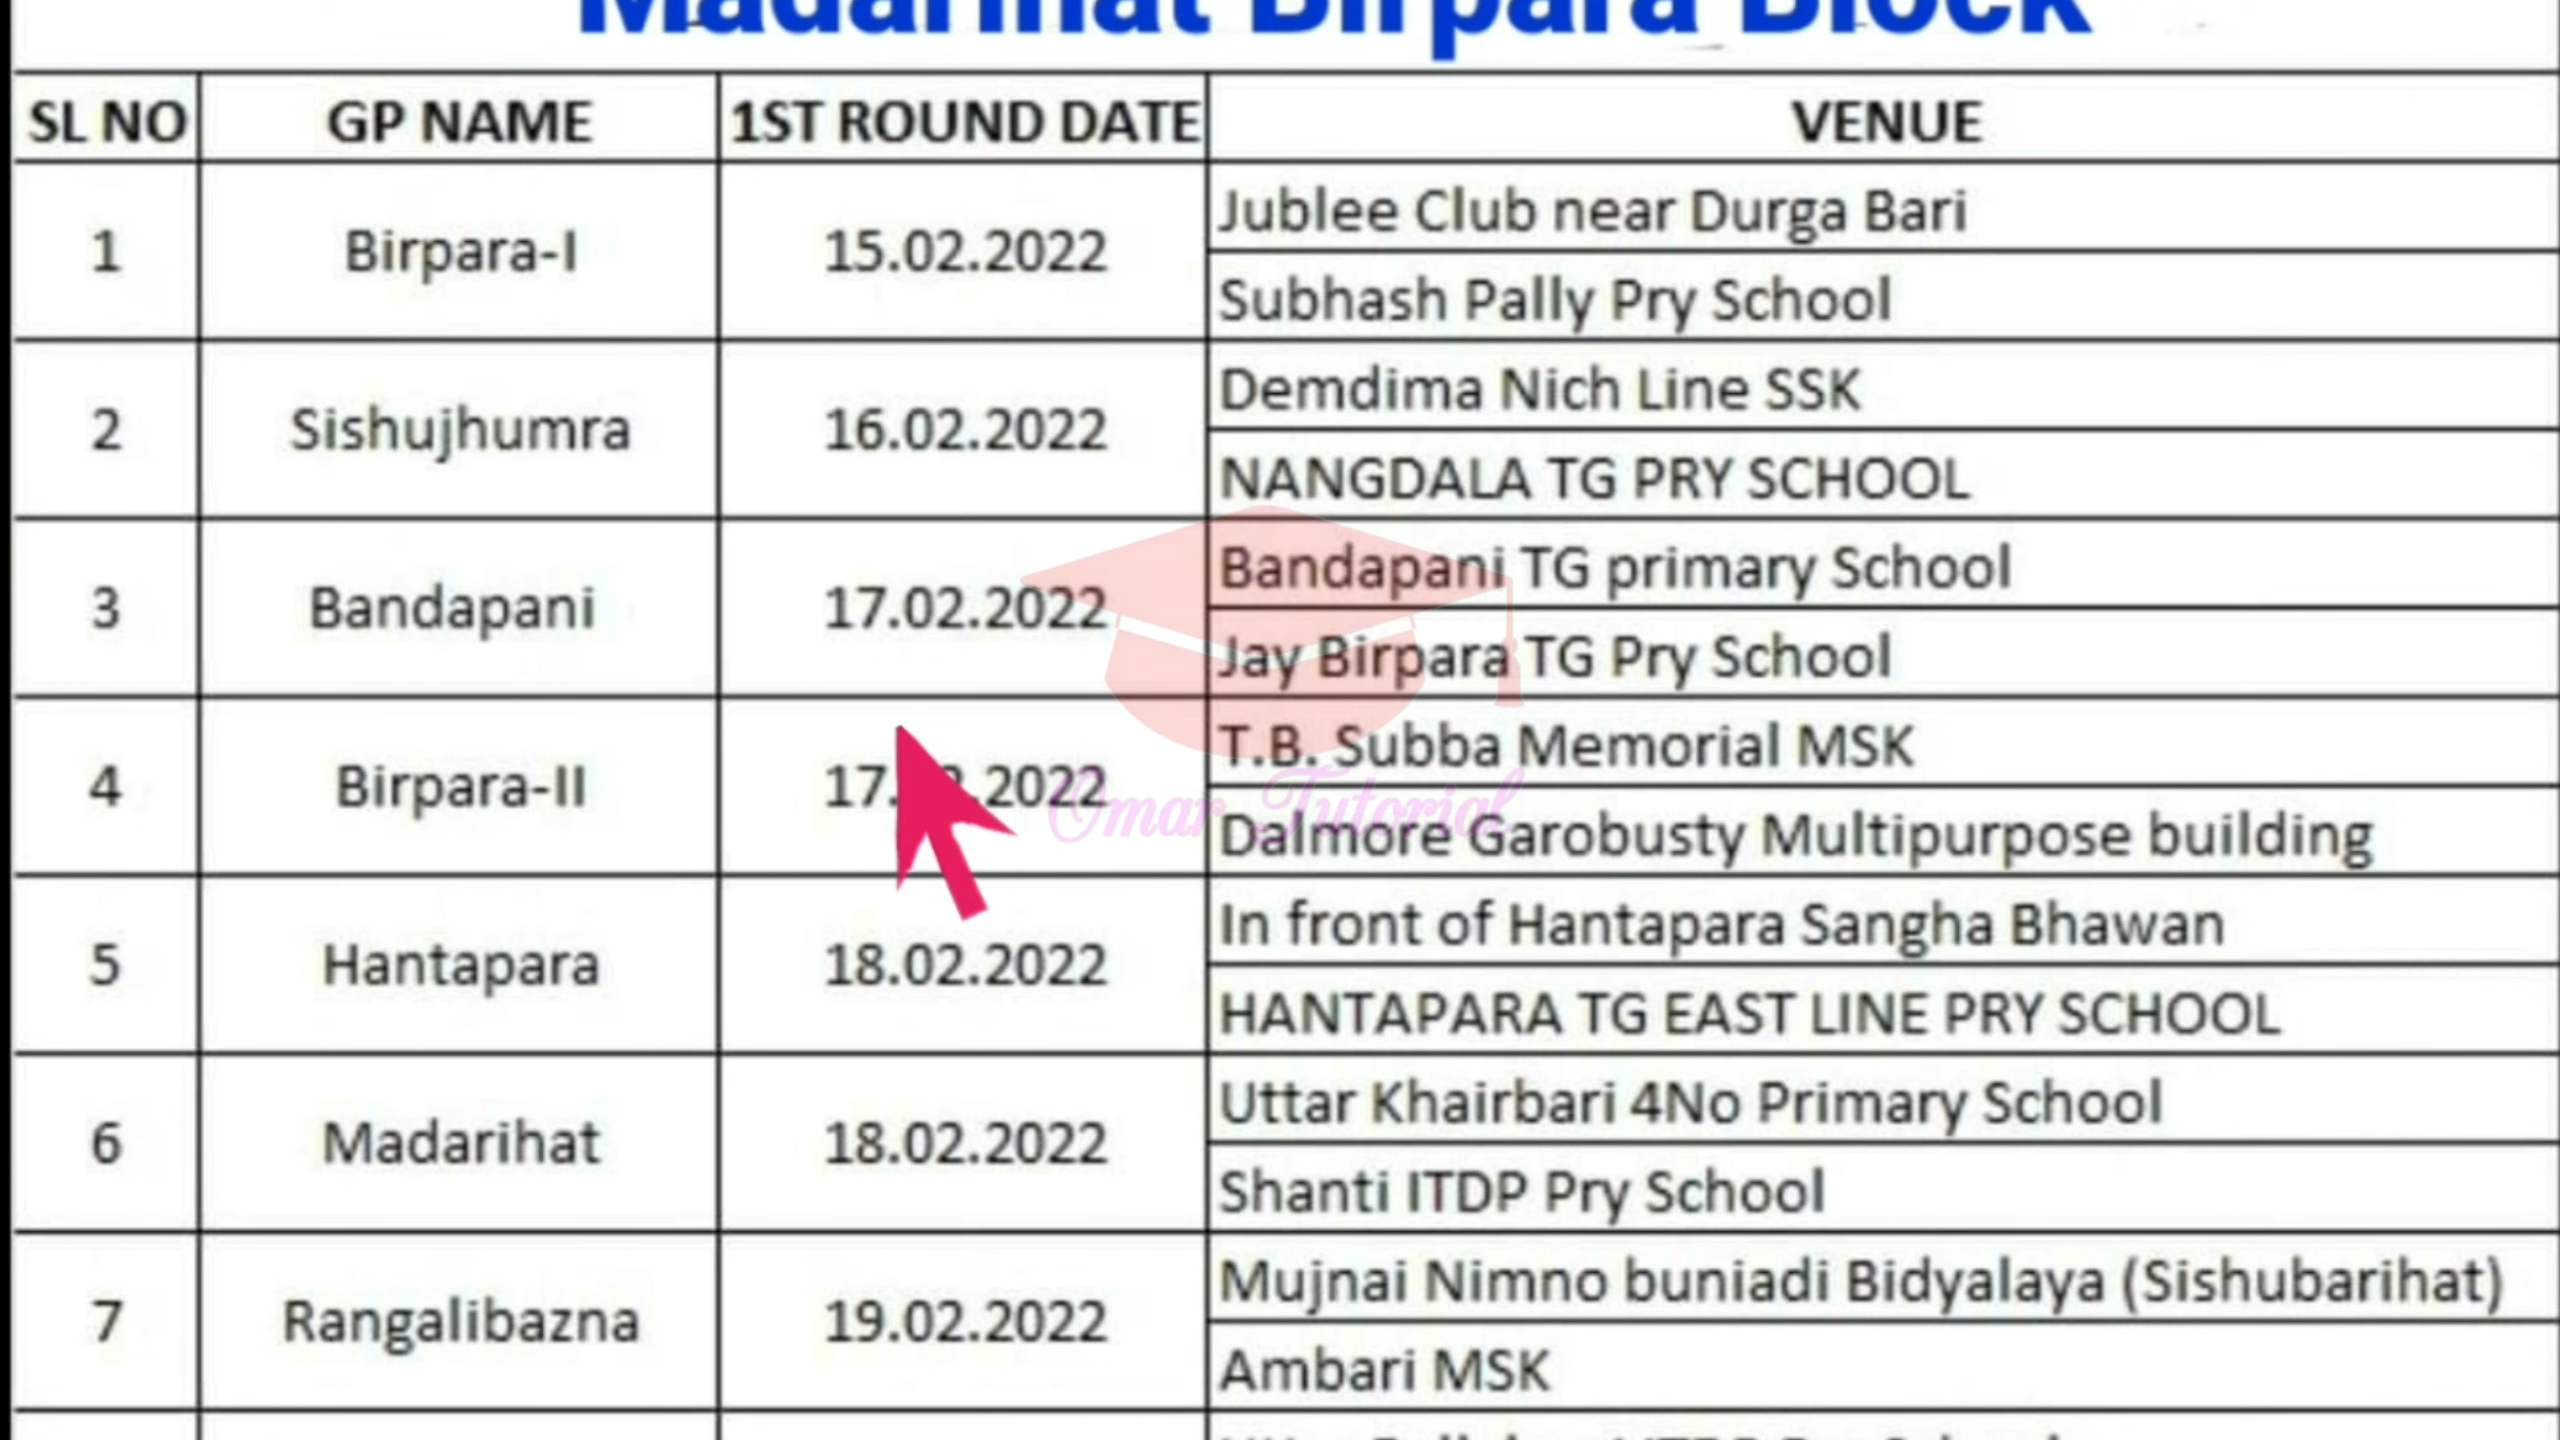 Madarihat Birpara Block
SL NO GP NAME 1ST ROUND DATE VENUE
1 Birpara-I 15.02.2022 Jublee Club near Durga Bari
Subhash Pally Pry School
2 Sishujhumra 16.02.2022 Demdima Nich Line SSK
NANGDALA TG PRY SCHOOL
3 Bandapani 17.02.2022 Bandapani TG primary School
Jay Birpara TG Pry School
4 Birpara-II 2022 T.B. Subba Memorial MSK
Dalmore Garobusty Multipurpose building
Omar Tutorial
5 Hantapara 18.02.2022 In front of Hantapara Sangha Bhawan
HANTAPARA TG EAST LINE PRY SCHOOL
6 Madarihat 18.02.2022 Uttar Khairbari 4No Primary School
Shanti ITDP Pry School
7 Rangalibazna 19.02.2022 Mujnai Nimno buniadi Bidyalaya (Sishubarihat)
Ambari MSK